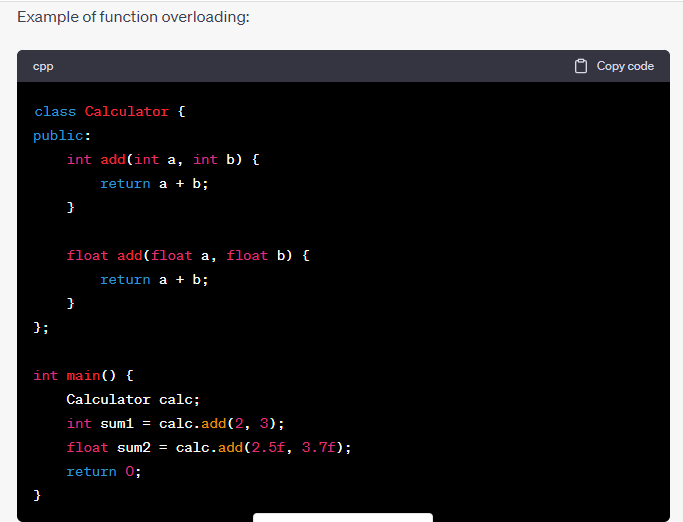 Example of function overloading:
cpp
Copy code
class Calculator {
public:
    int add(int a, int b) {
        return a + b;
    }

    float add(float a, float b) {
        return a + b;
    }
};

int main() {
    Calculator calc;
    int sum1 = calc.add(2, 3);
    float sum2 = calc.add(2.5f, 3.7f);
    return 0;
}